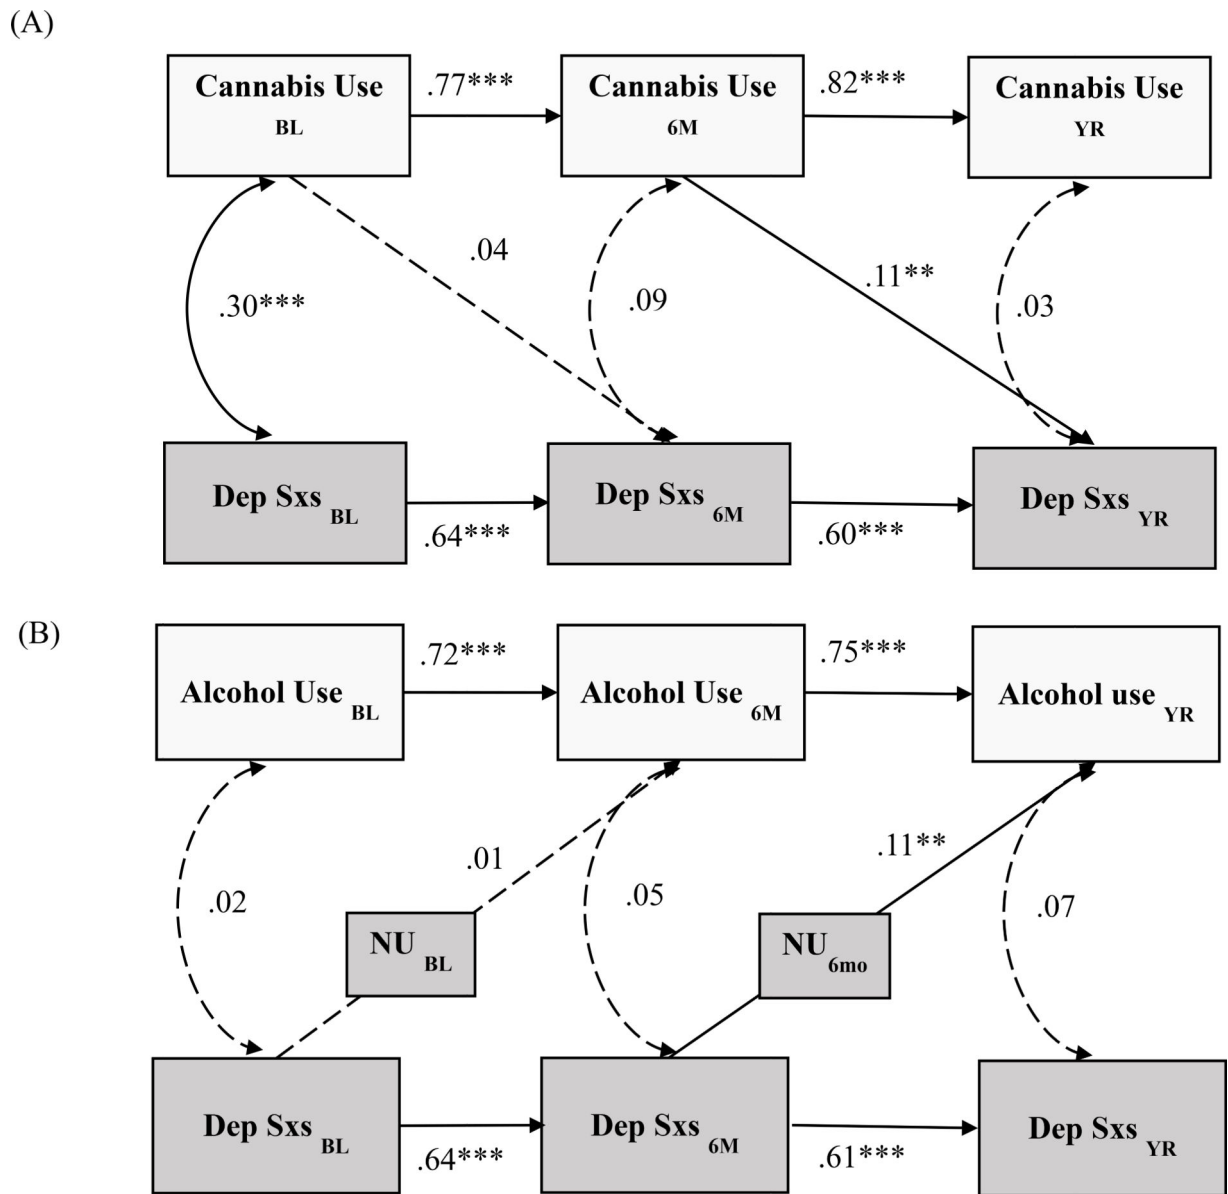 (A)
Cannabis Use
BL
.77***
Cannabis Use
6M
.82***
Cannabis Use
YR
.30***
.04
.09
.11**
.03
Dep Sxs BL
.64***
Dep Sxs 6M
.60***
Dep Sxs YR
(B)
Alcohol Use BL
.72***
Alcohol Use 6M
.75***
Alcohol use YR
.02
.01
.05
.11**
.07
NU BL
NU 6mo
Dep Sxs BL
.64***
Dep Sxs 6M
.61***
Dep Sxs YR